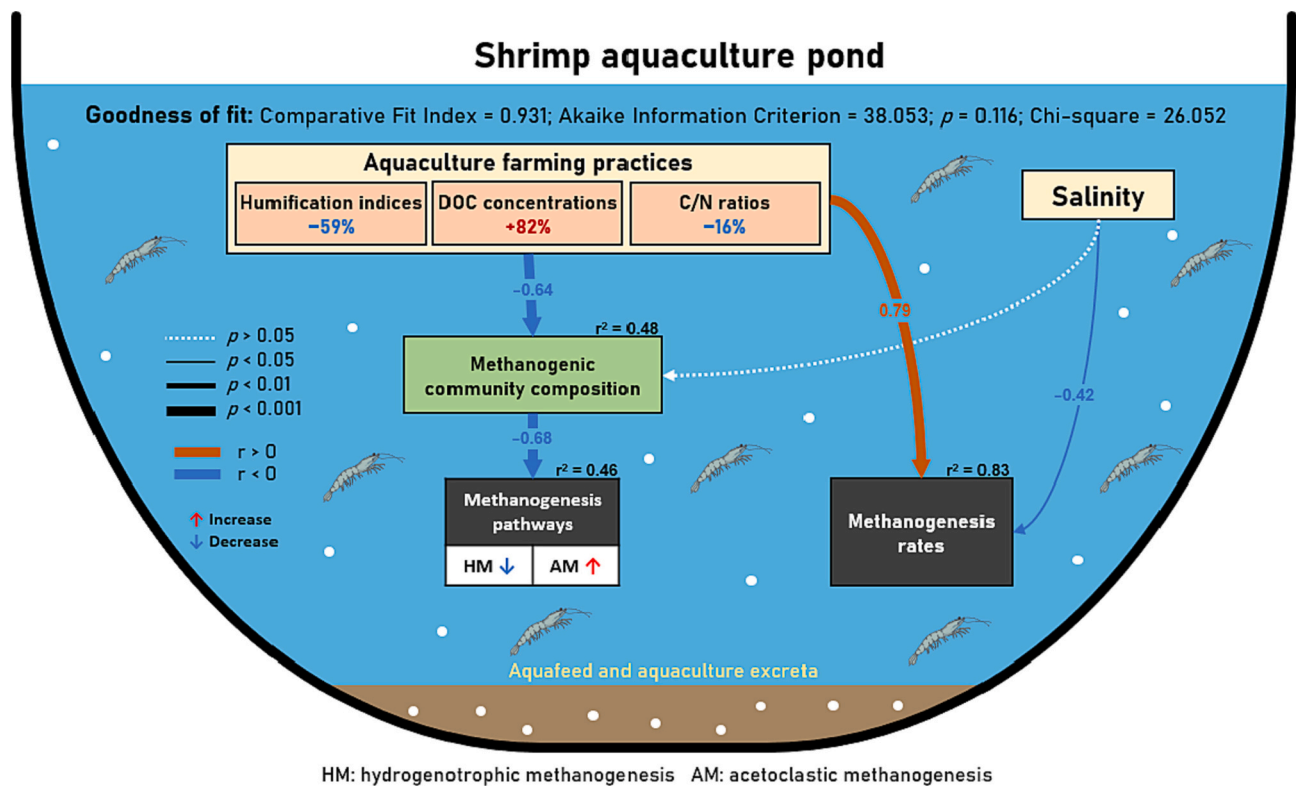 Shrimp aquaculture pond
Goodness of fit: Comparative Fit Index = 0.931; Akaike Information Criterion = 38.053; p = 0.116; Chi-square = 26.052
Aquaculture farming practices
Humification indices
−59%
DOC concentrations
+82%
C/N ratios
−16%
Salinity
−0.64
0.79
r² = 0.48
p > 0.05
p < 0.05
p < 0.01
p < 0.001
Methanogenic
community composition
−0.42
−0.68
r > 0
r < 0
r² = 0.46
r² = 0.83
Methanogenesis
pathways
HM ↓
AM ↑
Methanogenesis
rates
↑ Increase
↓ Decrease
Aquafeed and aquaculture excreta
HM: hydrogenotrophic methanogenesis AM: acetoclastic methanogenesis